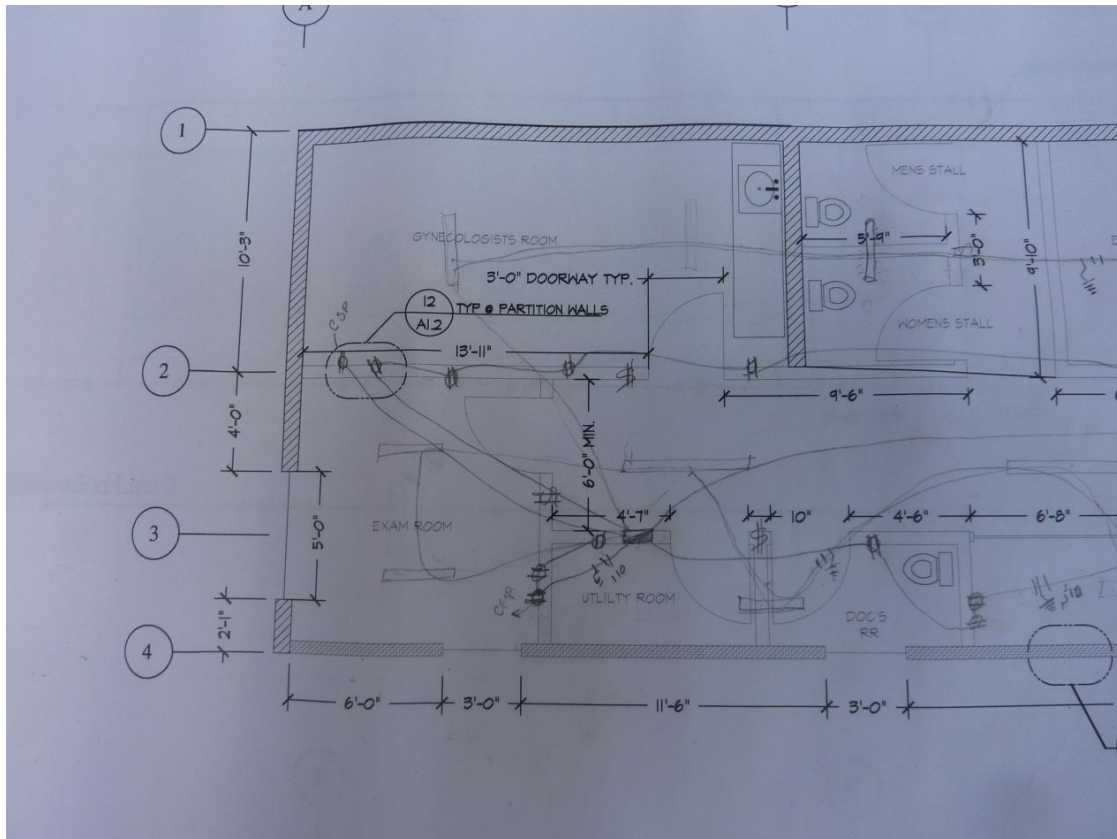 A
1
MENS STALL
10'-3"
GYNECOLOGISTS ROOM
5'-9"
3'-0"
9'-10"
3'-0" DOORWAY TYP.
12
A1.2
TYP @ PARTITION WALLS
WOMENS STALL
13'-11"
2
9'-6"
4'-0"
6'-0" MIN.
EXAM ROOM
4'-7"
10"
4'-6"
6'-8"
3
5'-0"
110
UTLILTY ROOM
DOC'S
RR
2'-1"
4
6'-0"
3'-0"
11'-6"
3'-0"